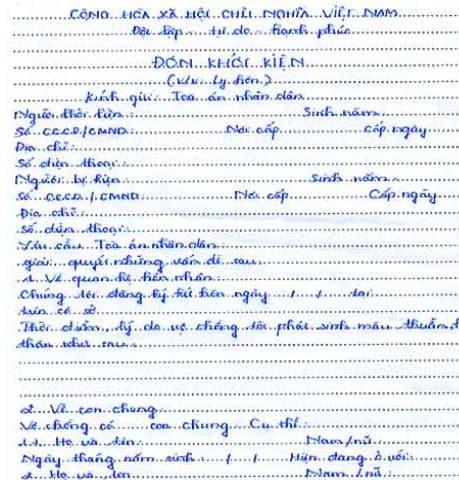 CỘNG HÒA XÃ HỘI CHỦ NGHĨA VIỆT NAM
Độc lập - tự do - hạnh phúc
ĐƠN KHỞI KIỆN
(V/v: Ly hôn)
Kính gửi: Toà án nhân dân
Người khởi kiện: Sinh năm:
Số CCCD/CMND: Nơi cấp Cấp ngày
Địa chỉ:
Số điện thoại:
Người bị kiện: Sinh năm:
Số CCCD/CMND: Nơi cấp Cấp ngày
Địa chỉ:
Số điện thoại:
Yêu cầu Toà án nhân dân
giải quyết những vấn đề sau:
1. Về quan hệ hôn nhân:
Chúng tôi đăng ký kết hôn ngày / / tại
trên cơ sở
Thời điểm, lý do vợ chồng tôi phát sinh mâu thuẫn,
thân như sau:
2. Về con chung
Vợ chồng có con chung Cụ thể:
1. Họ và tên: Nam/nữ:
Ngày tháng năm sinh: / / Hiện đang ở với:
2. Họ và tên Nam/nữ: